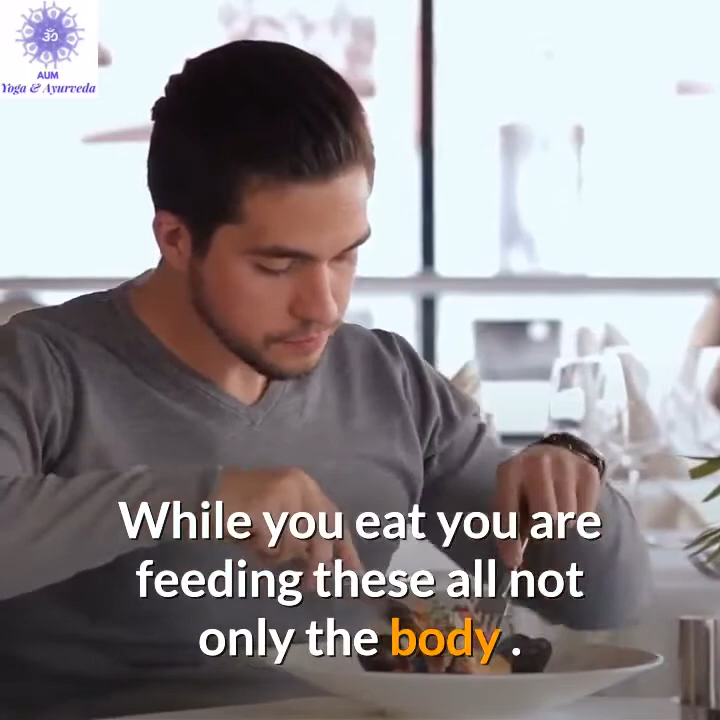 ॐ
AUM
Yoga & Ayurveda
While you eat you are
feeding these all not
only the body .